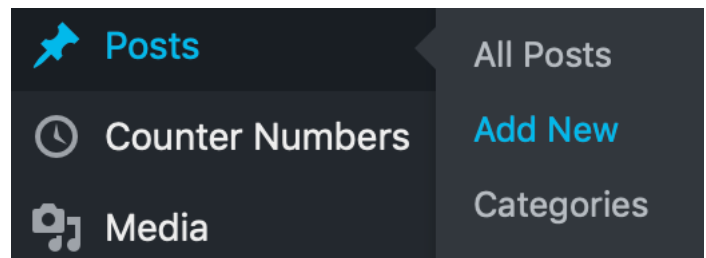 Posts
Counter Numbers
Media
All Posts
Add New
Categories